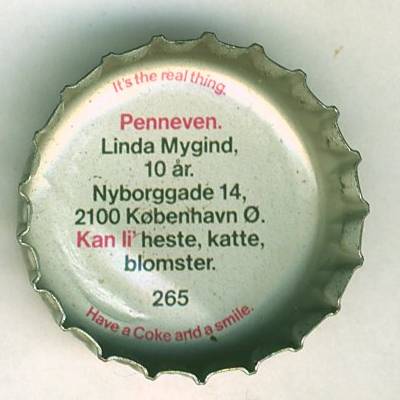 It's the real thing.
Penneven.
Linda Mygind,
10 år.
Nyborggade 14,
2100 København Ø.
Kan li' heste, katte,
blomster.
265
Have a Coke and a smile.